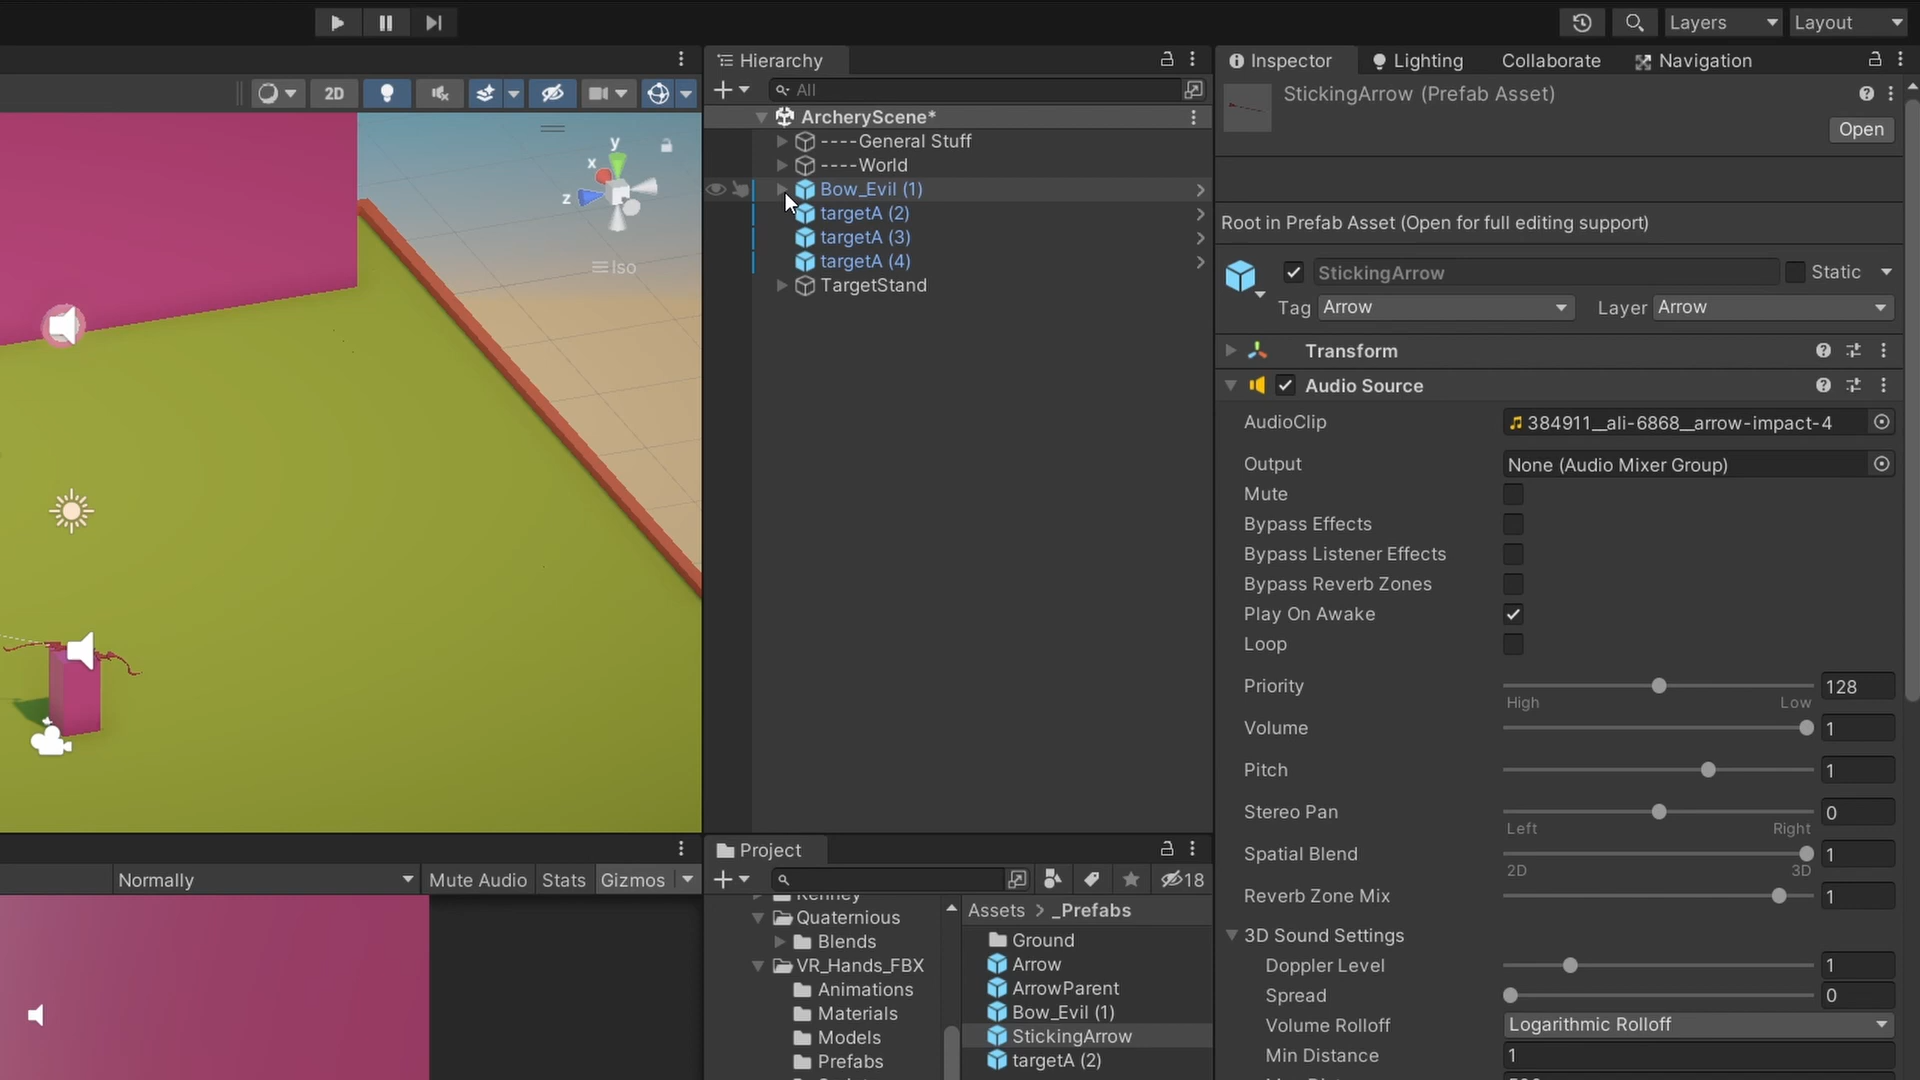 Layers
Layout
Hierarchy
Inspector
Lighting
Collaborate
Navigation
2D
All
StickingArrow (Prefab Asset)
Open
ArcheryScene*
----General Stuff
----World
Bow_Evil (1)
targetA (2)
targetA (3)
targetA (4)
TargetStand
y
x
z
Iso
Root in Prefab Asset (Open for full editing support)
StickingArrow
Static
Tag Arrow
Layer Arrow
Transform
Audio Source
AudioClip
384911__ali-6868__arrow-impact-4
Output
None (Audio Mixer Group)
Mute
Bypass Effects
Bypass Listener Effects
Bypass Reverb Zones
Play On Awake
Loop
Priority
128
High
Low
Volume
1
Pitch
1
Stereo Pan
0
Left
Right
Spatial Blend
1
2D
3D
Reverb Zone Mix
1
3D Sound Settings
Doppler Level
1
Spread
0
Volume Rolloff
Logarithmic Rolloff
Min Distance
1
Normally
Mute Audio
Stats
Gizmos
Project
18
Kenney
Quaternious
Blends
VR_Hands_FBX
Animations
Materials
Models
Prefabs
Assets > _Prefabs
Ground
Arrow
ArrowParent
Bow_Evil (1)
StickingArrow
targetA (2)